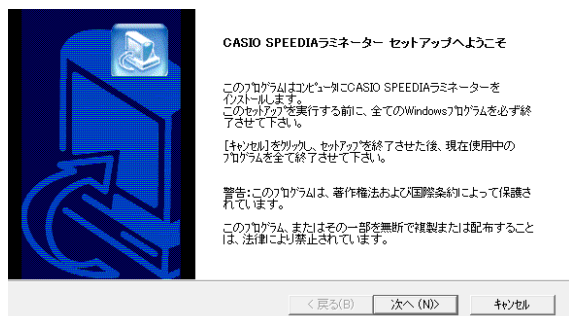 CASIO SPEEDIAラミネーター セットアップへようこそ
このﾌﾟﾛｸﾞﾗﾑはｺﾝﾋﾟｭｰﾀにCASIO SPEEDIAラミネーターを
ｲﾝｽﾄｰﾙします。
このｾｯﾄｱｯﾌﾟを実行する前に、全てのWindowsﾌﾟﾛｸﾞﾗﾑを必ず終
了させて下さい。
[ｷｬﾝｾﾙ]をｸﾘｯｸし、ｾｯﾄｱｯﾌﾟを終了させた後、現在使用中の
ﾌﾟﾛｸﾞﾗﾑを全て終了させて下さい。
警告:このﾌﾟﾛｸﾞﾗﾑは、著作権法および国際条約によって保護さ
れています。
このﾌﾟﾛｸﾞﾗﾑ、またはその一部を無断で複製または配布すること
は、法律により禁止されています。
< 戻る(B) 次へ (N)> ｷｬﾝｾﾙ